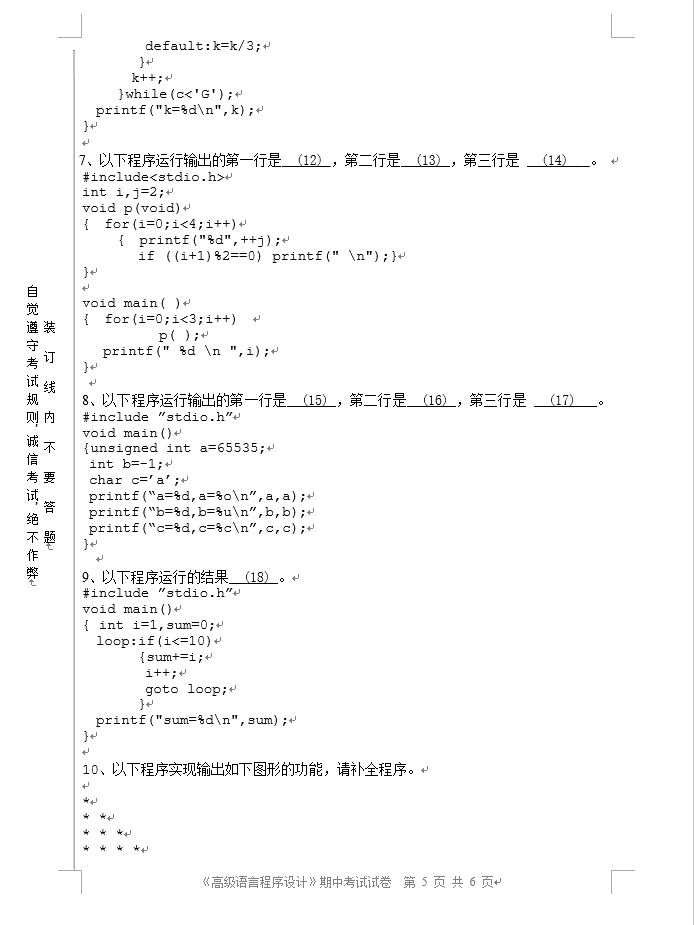 default:k=k/3;
}
k++;
}while(c<'G');
printf("k=%d\n",k);
}
7、以下程序运行输出的第一行是 (12) ，第二行是 (13) ，第三行是 (14) 。
#include<stdio.h>
int i,j=2;
void p(void)
{ for(i=0;i<4;i++)
{ printf("%d",++j);
if ((i+1)%2==0) printf(" \n");}
}
void main( )
{ for(i=0;i<3;i++)
p( );
printf(" %d \n ",i);
}
8、以下程序运行输出的第一行是 (15) ，第二行是 (16) ，第三行是 (17) 。
#include ”stdio.h”
void main()
{unsigned int a=65535;
int b=-1;
char c=’a’;
printf(“a=%d,a=%o\n”,a,a);
printf(“b=%d,b=%u\n”,b,b);
printf(“c=%d,c=%c\n”,c,c);
}
9、以下程序运行的结果 (18) 。
#include ”stdio.h”
void main()
{ int i=1,sum=0;
loop:if(i<=10)
{sum+=i;
i++;
goto loop;
}
printf("sum=%d\n",sum);
}
10、以下程序实现输出如下图形的功能，请补全程序。
*
* *
* * *
* * * *
自觉遵守考试规则，诚信考试，绝不作弊
装订线内不要答题
《高级语言程序设计》期中考试试卷 第 5 页 共 6 页